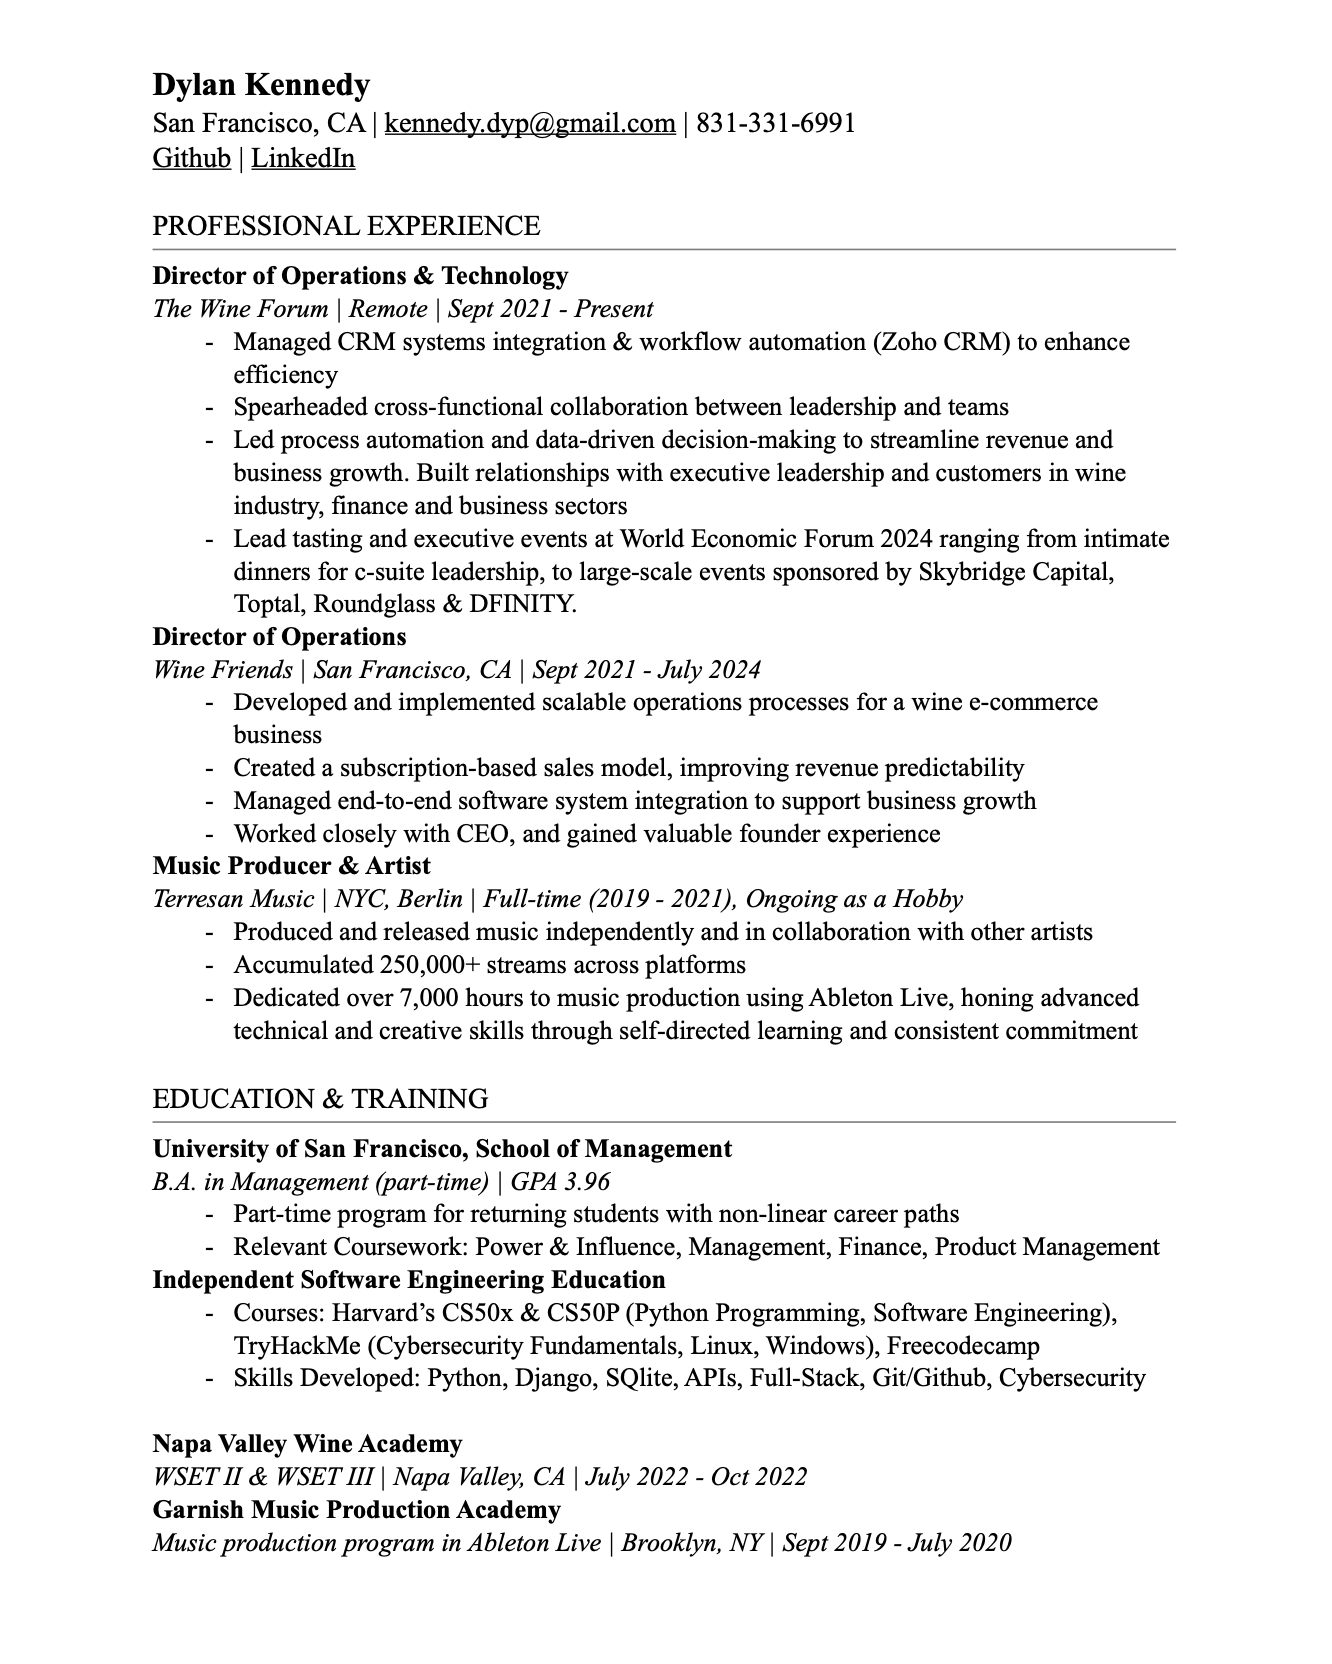 Dylan Kennedy
San Francisco, CA | kennedy.dyp@gmail.com | 831-331-6991
Github | LinkedIn
PROFESSIONAL EXPERIENCE
Director of Operations & Technology
The Wine Forum | Remote | Sept 2021 - Present
- Managed CRM systems integration & workflow automation (Zoho CRM) to enhance
efficiency
- Spearheaded cross-functional collaboration between leadership and teams
- Led process automation and data-driven decision-making to streamline revenue and
business growth. Built relationships with executive leadership and customers in wine
industry, finance and business sectors
- Lead tasting and executive events at World Economic Forum 2024 ranging from intimate
dinners for c-suite leadership, to large-scale events sponsored by Skybridge Capital,
Toptal, Roundglass & DFINITY.
Director of Operations
Wine Friends | San Francisco, CA | Sept 2021 - July 2024
- Developed and implemented scalable operations processes for a wine e-commerce
business
- Created a subscription-based sales model, improving revenue predictability
- Managed end-to-end software system integration to support business growth
- Worked closely with CEO, and gained valuable founder experience
Music Producer & Artist
Terresan Music | NYC, Berlin | Full-time (2019 - 2021), Ongoing as a Hobby
- Produced and released music independently and in collaboration with other artists
- Accumulated 250,000+ streams across platforms
- Dedicated over 7,000 hours to music production using Ableton Live, honing advanced
technical and creative skills through self-directed learning and consistent commitment
EDUCATION & TRAINING
University of San Francisco, School of Management
B.A. in Management (part-time) | GPA 3.96
- Part-time program for returning students with non-linear career paths
- Relevant Coursework: Power & Influence, Management, Finance, Product Management
Independent Software Engineering Education
- Courses: Harvard’s CS50x & CS50P (Python Programming, Software Engineering),
TryHackMe (Cybersecurity Fundamentals, Linux, Windows), Freecodecamp
- Skills Developed: Python, Django, SQlite, APIs, Full-Stack, Git/Github, Cybersecurity
Napa Valley Wine Academy
WSET II & WSET III | Napa Valley, CA | July 2022 - Oct 2022
Garnish Music Production Academy
Music production program in Ableton Live | Brooklyn, NY | Sept 2019 - July 2020